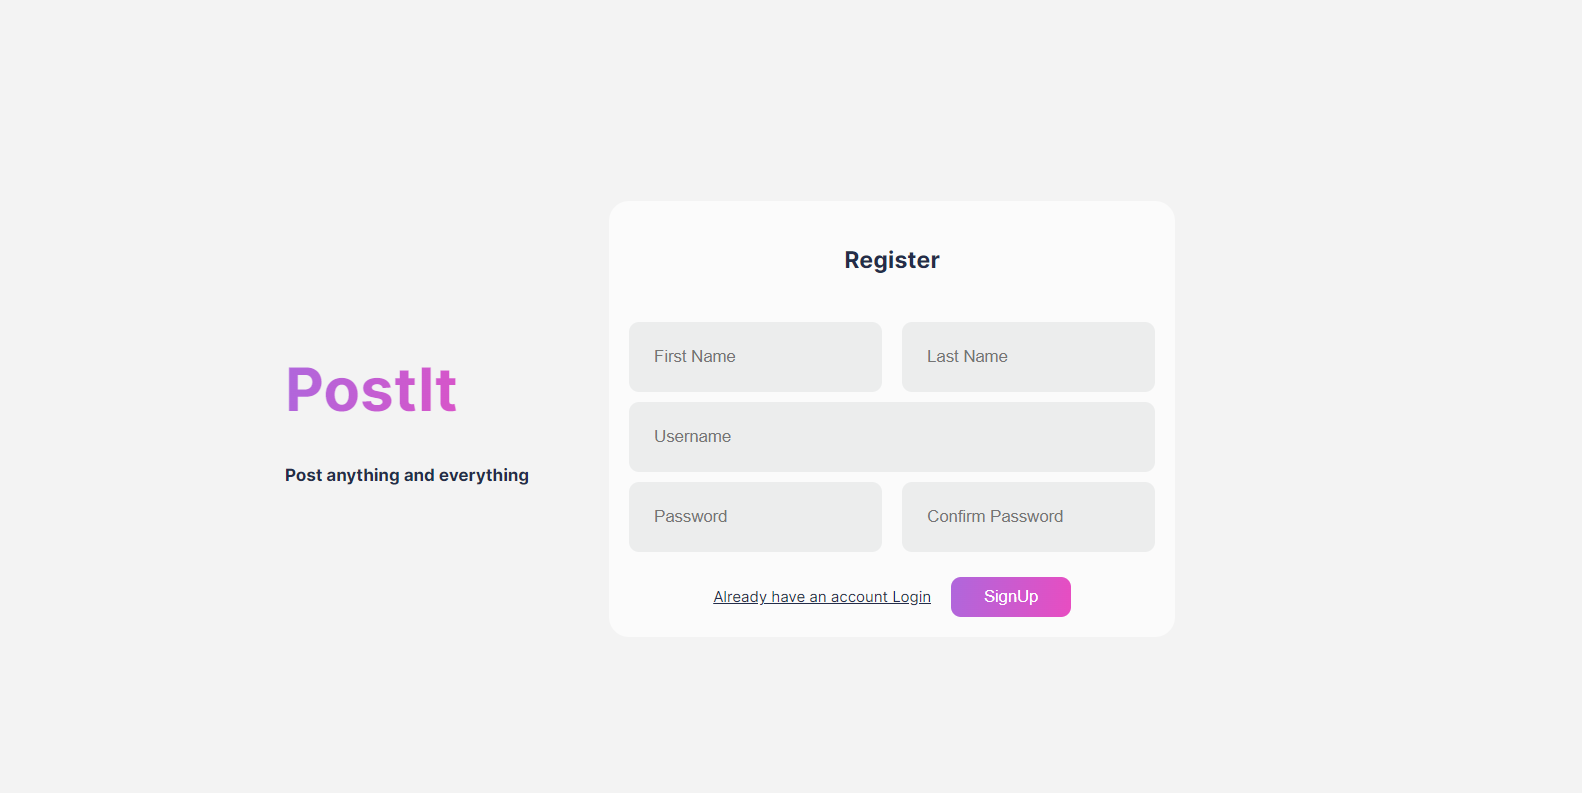 PostIt
Post anything and everything
Register
First Name
Last Name
Username
Password
Confirm Password
Already have an account Login
SignUp